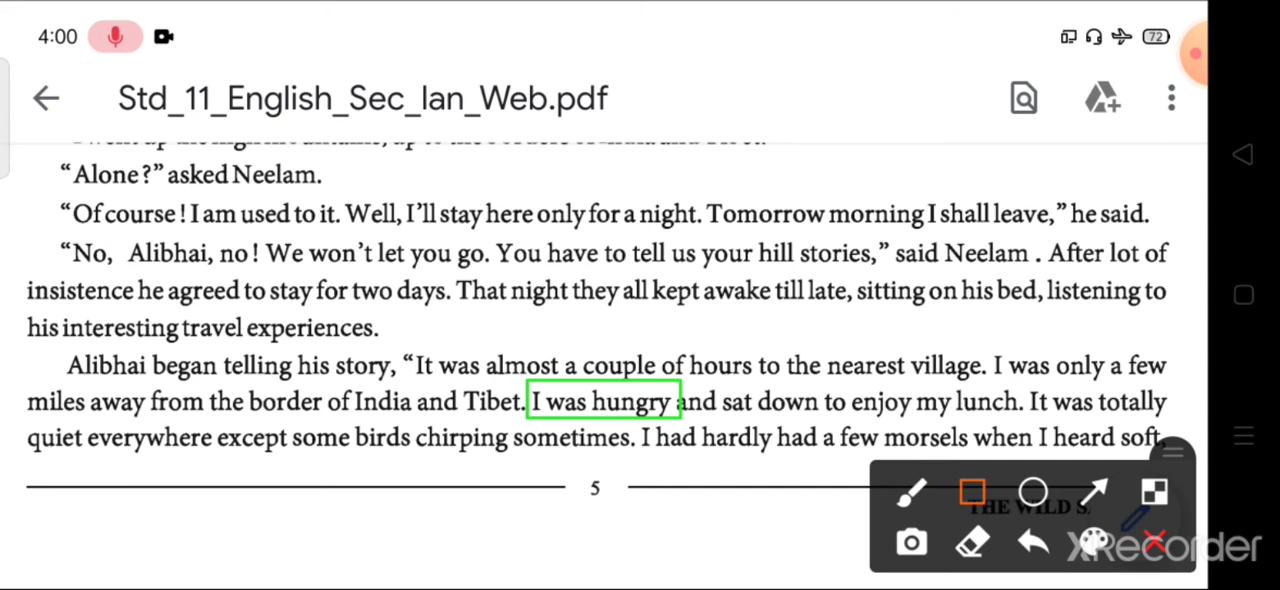 4:00
72
Std_11_English_Sec_lan_Web.pdf
“Alone?” asked Neelam.
“Of course! I am used to it. Well, I’ll stay here only for a night. Tomorrow morning I shall leave,” he said.
“No, Alibhai, no! We won’t let you go. You have to tell us your hill stories,” said Neelam . After lot of
insistence he agreed to stay for two days. That night they all kept awake till late, sitting on his bed, listening to
his interesting travel experiences.
Alibhai began telling his story, “It was almost a couple of hours to the nearest village. I was only a few
miles away from the border of India and Tibet. I was hungry and sat down to enjoy my lunch. It was totally
quiet everywhere except some birds chirping sometimes. I had hardly had a few morsels when I heard soft,
5
THE WILD S
XRecorder